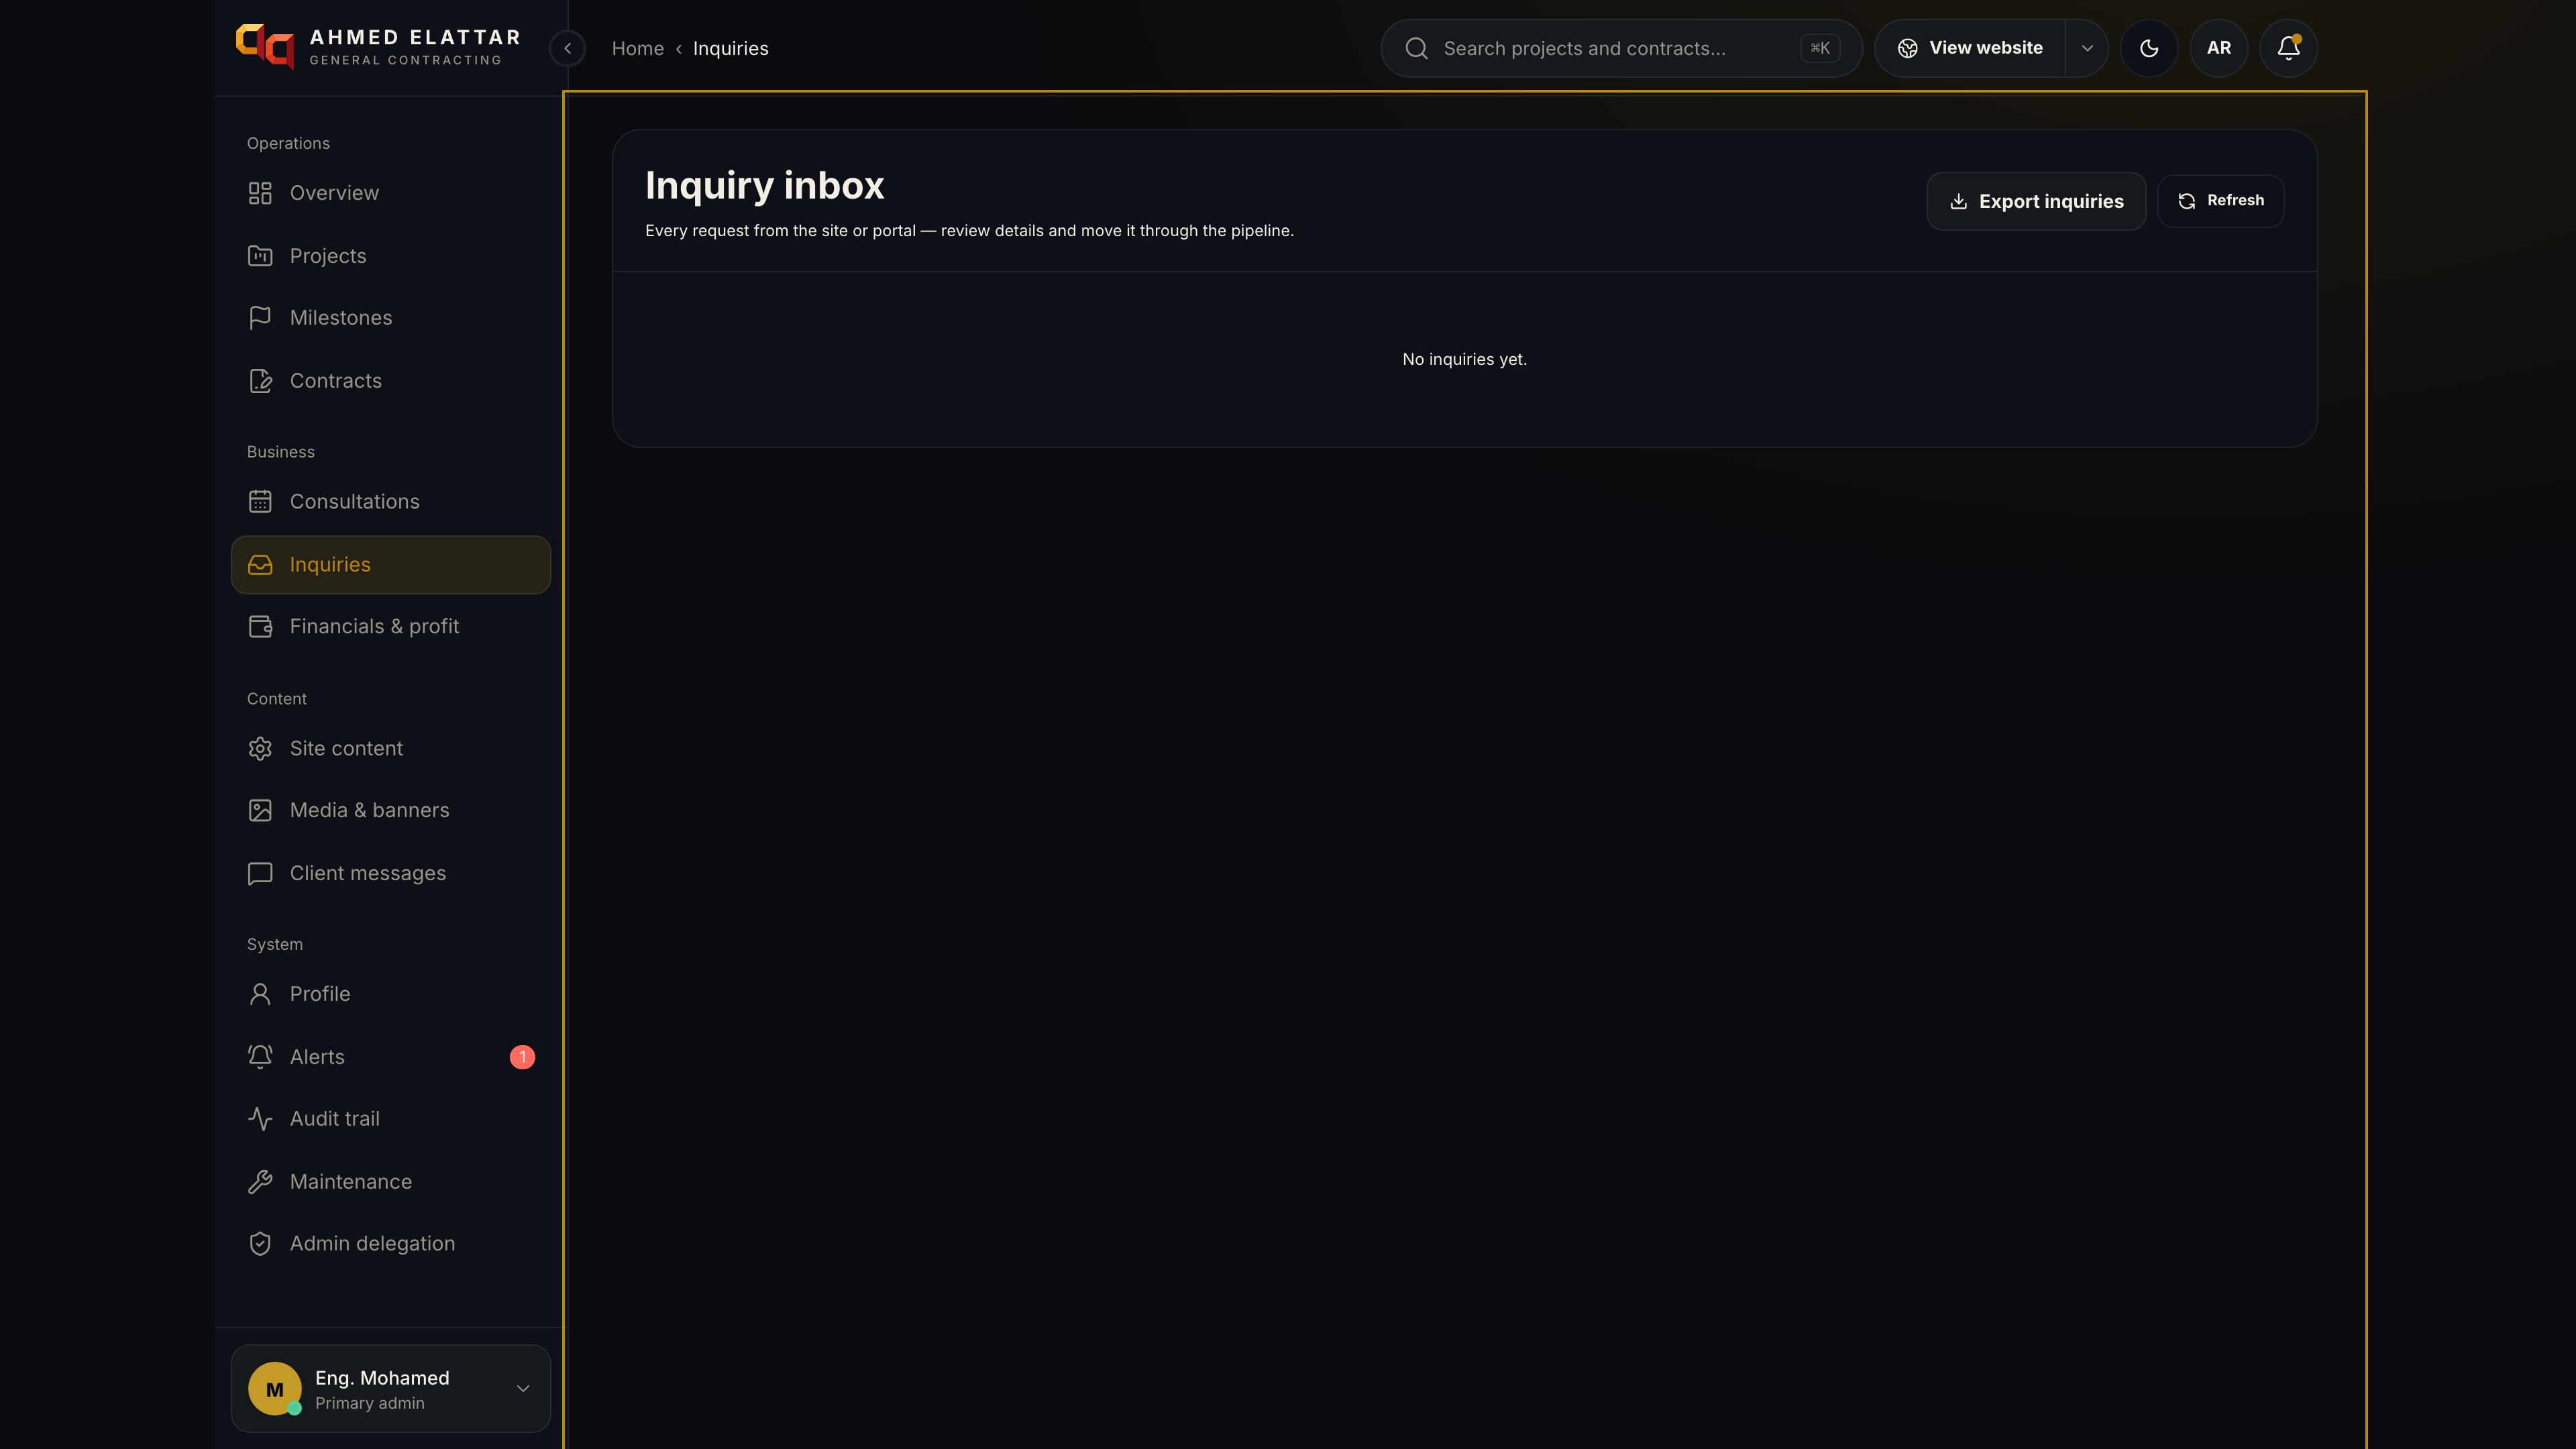 AHMED ELATTAR
GENERAL CONTRACTING
Home ‹ Inquiries
Search projects and contracts...
⌘K
View website
AR
Operations
Overview
Projects
Milestones
Contracts
Business
Consultations
Inquiries
Financials & profit
Content
Site content
Media & banners
Client messages
System
Profile
Alerts
1
Audit trail
Maintenance
Admin delegation
M
Eng. Mohamed
Primary admin
Inquiry inbox
Every request from the site or portal — review details and move it through the pipeline.
Export inquiries
Refresh
No inquiries yet.